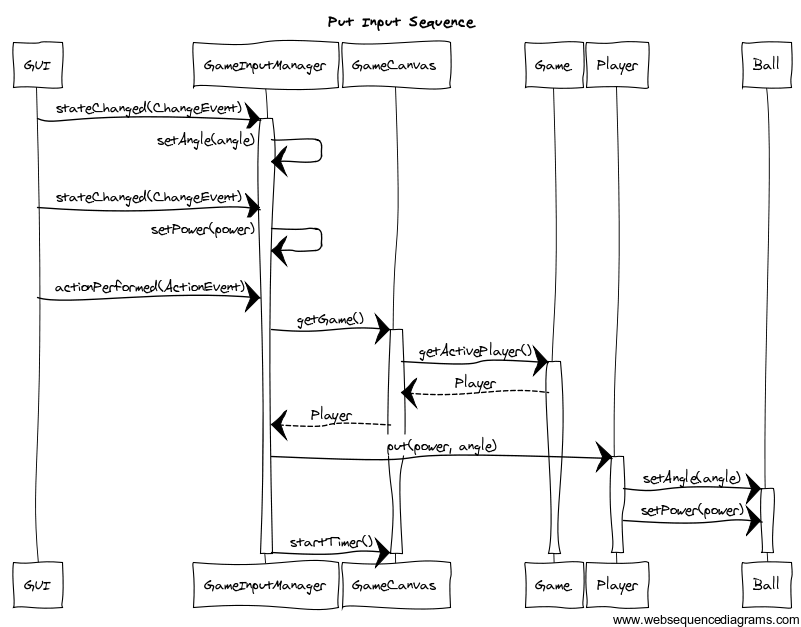 Put Input Sequence
GUI GameInputManager GameCanvas Game Player Ball
stateChanged(ChangeEvent)
setAngle(angle)
stateChanged(ChangeEvent)
setPower(power)
actionPerformed(ActionEvent)
getGame()
getActivePlayer()
Player
Player
put(power, angle)
setAngle(angle)
setPower(power)
startTimer()
GUI GameInputManager GameCanvas Game Player Ball
www.websequencediagrams.com